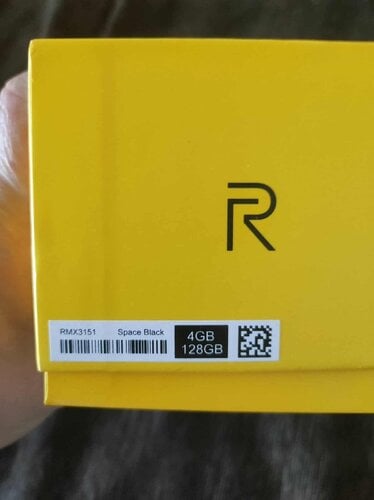 R
RMX3151 Space Black
4GB
128GB